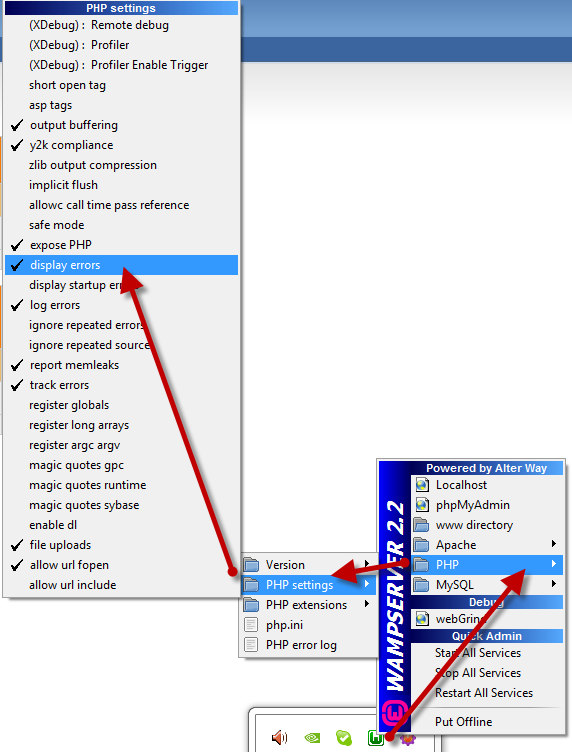 PHP settings
(XDebug) : Remote debug
(XDebug) : Profiler
(XDebug) : Profiler Enable Trigger
short open tag
asp tags
output buffering
y2k compliance
zlib output compression
implicit flush
allowc call time pass reference
safe mode
expose PHP
display errors
display startup
log errors
ignore repeated errors
ignore repeated source
report memleaks
track errors
register globals
register long arrays
register argc argv
magic quotes gpc
magic quotes runtime
magic quotes sybase
enable dl
file uploads
allow url fopen
allow url include
Version
PHP settings
PHP extensions
php.ini
PHP error log
WAMPSERVER 2.2
Powered by Alter Way
Localhost
phpMyAdmin
www directory
Apache
PHP
MySQL
Debug
webGrind
Quick Admin
Start All Services
Stop All Services
Restart All Services
Put Offline